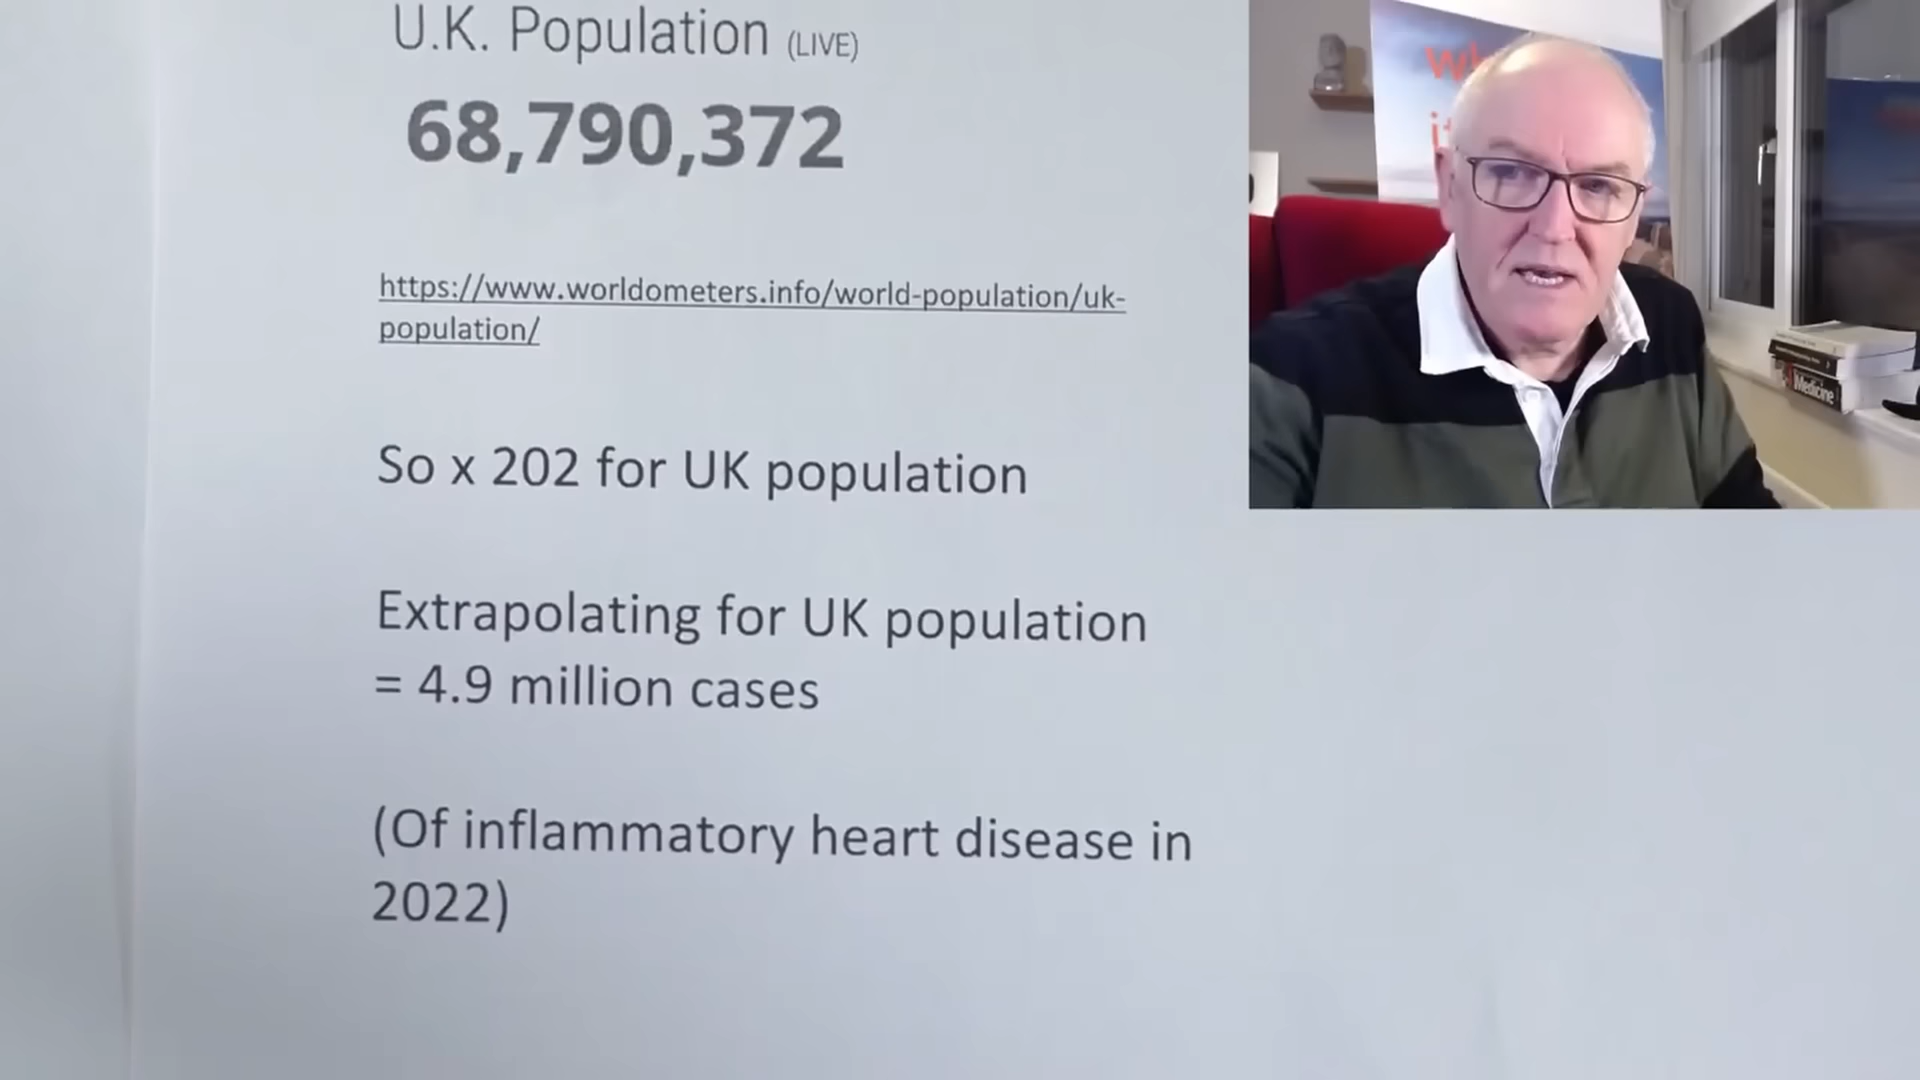 U.K. Population (LIVE)
68,790,372
https://www.worldometers.info/world-population/uk-
population/
So x 202 for UK population
Extrapolating for UK population
= 4.9 million cases
(Of inflammatory heart disease in
2022)
Medicine